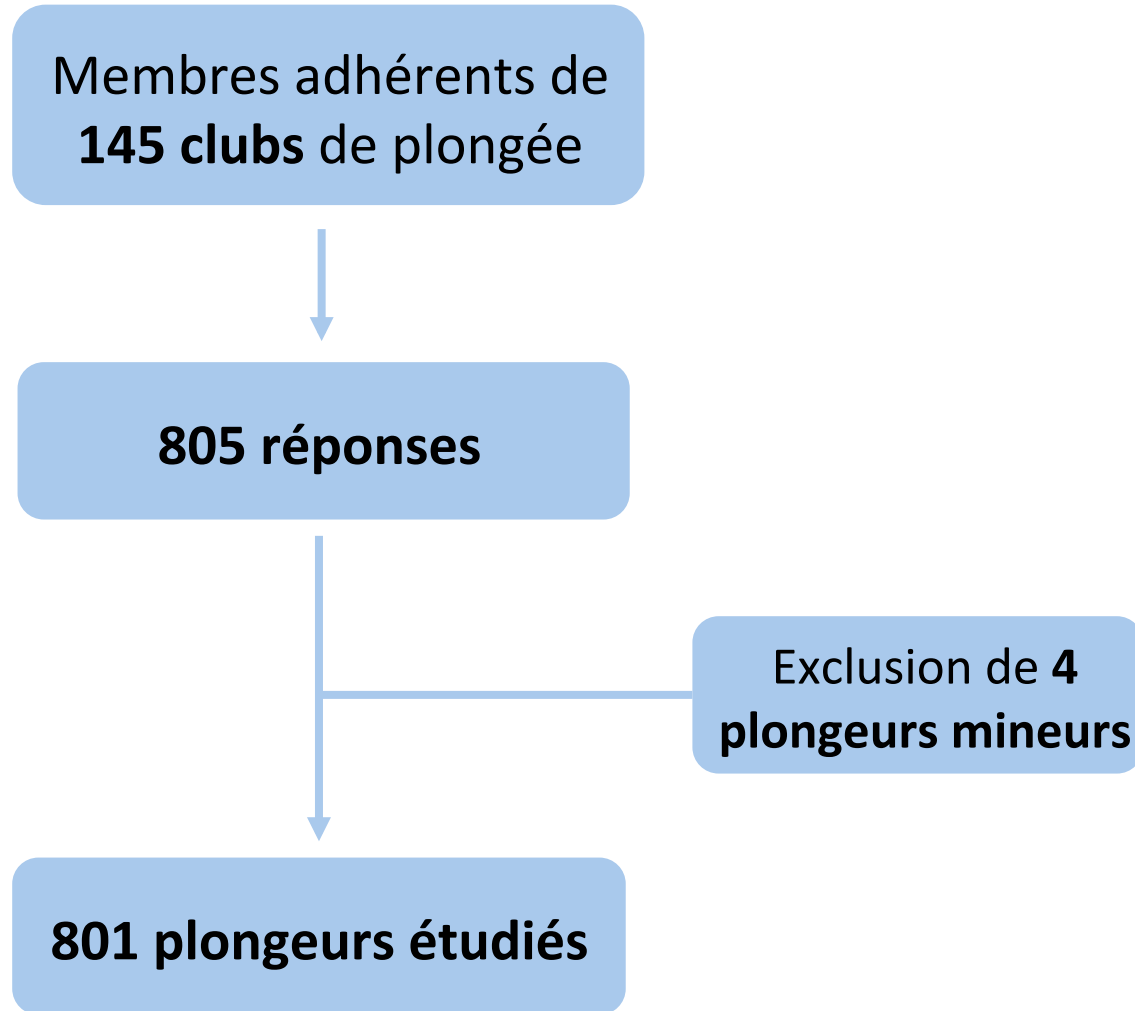 Membres adhérents de
145 clubs de plongée
805 réponses
Exclusion de 4
plongeurs mineurs
801 plongeurs étudiés